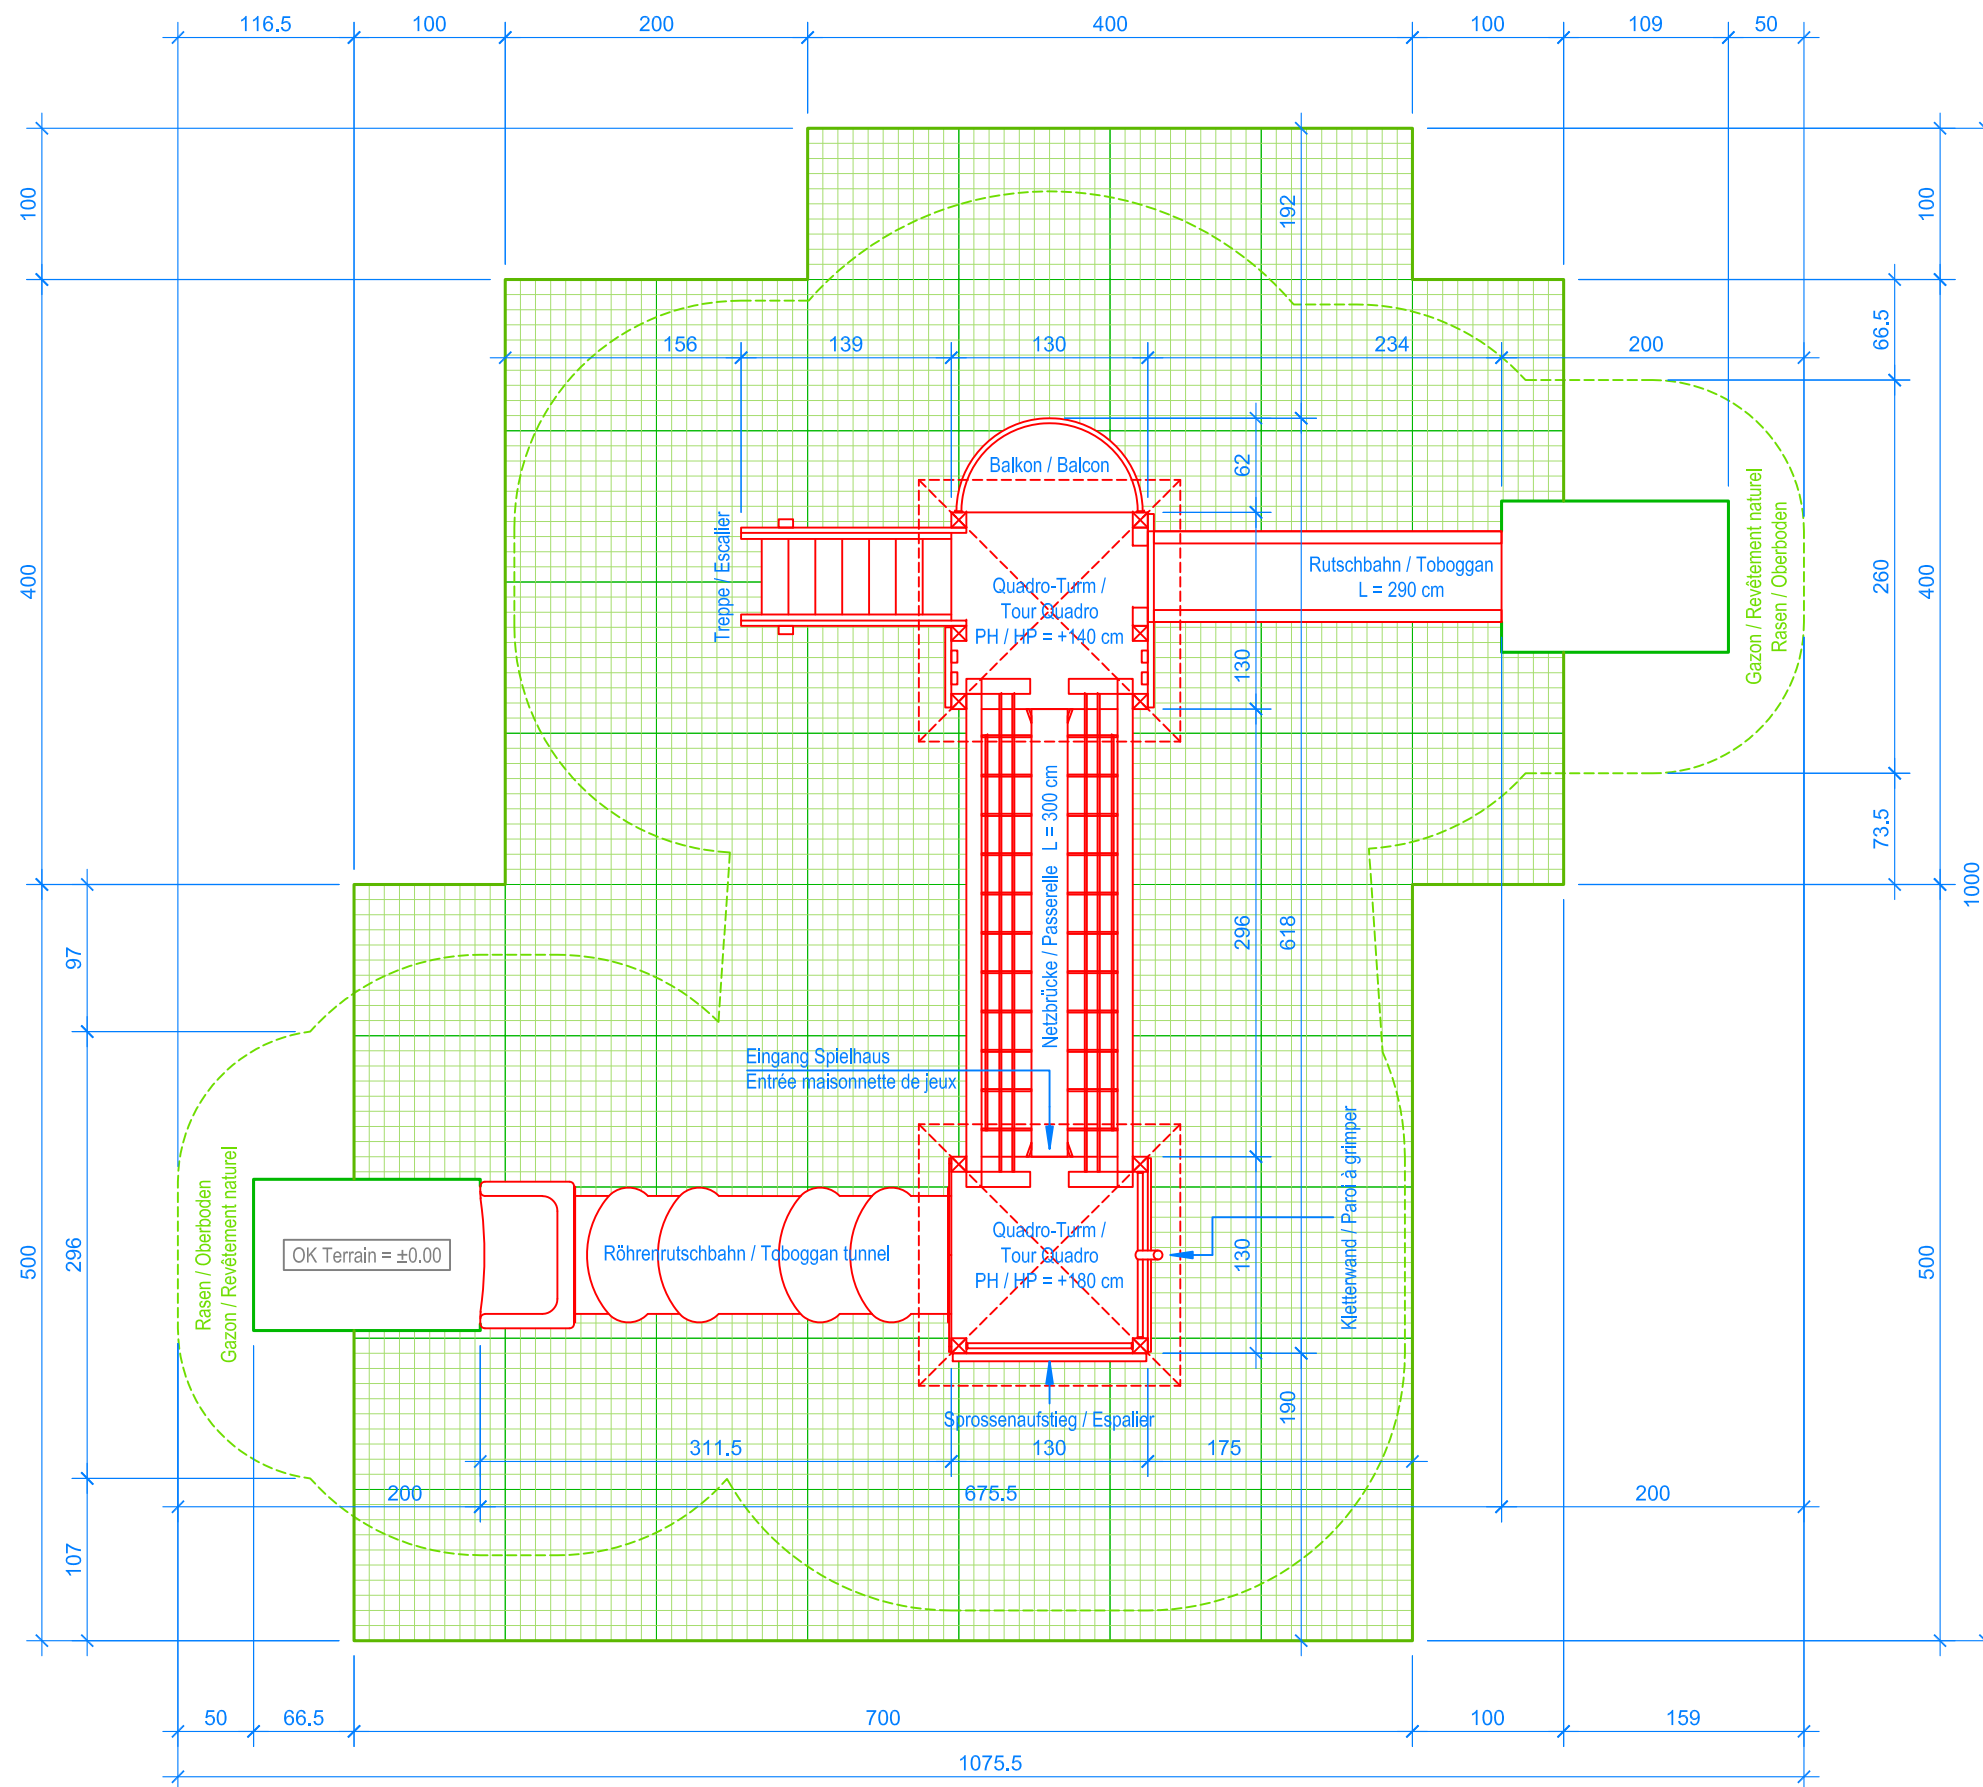 116.5
100
200
400
100
109
50
100
192
100
66.5
156
139
130
234
200
Balkon / Balcon
62
Treppe / Escalier
Rutschbahn / Toboggan
L = 290 cm
Quadro-Turm /
Tour Quadro
PH / HP = +140 cm
Gazon / Revêtement naturel
Rasen / Oberboden
400
260
400
130
73.5
Netzbrücke / Passerelle   L = 300 cm
1000
97
296
618
Eingang Spielhaus
Entrée maisonnette de jeux
Kletterwand / Paroi à grimper
Rasen / Oberboden
Gazon / Revêtement naturel
OK Terrain = ±0.00
Röhrenrutschbahn / Toboggan tunnel
Quadro-Turm /
Tour Quadro
PH / HP = +180 cm
130
500
296
500
190
Sprossenaufstieg / Espalier
311.5
130
175
200
675.5
200
107
50
66.5
700
100
159
1075.5